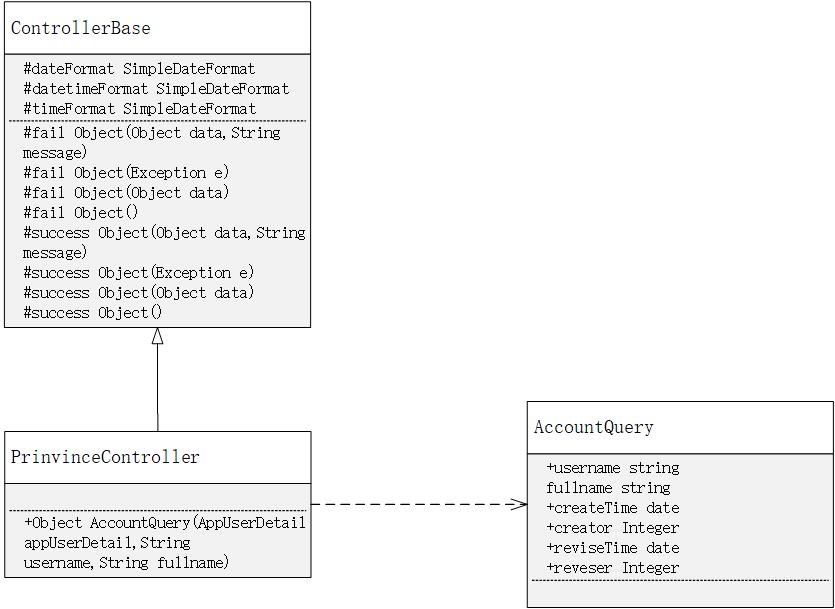 ControllerBase
#dateFormat SimpleDateFormat
#datetimeFormat SimpleDateFormat
#timeFormat SimpleDateFormat
#fail Object(Object data,String
message)
#fail Object(Exception e)
#fail Object(Object data)
#fail Object()
#success Object(Object data,String
message)
#success Object(Exception e)
#success Object(Object data)
#success Object()
PrinvinceController
+Object AccountQuery(AppUserDetail
appUserDetail,String
username,String fullname)
AccountQuery
+username string
fullname string
+createTime date
+creator Integer
+reviseTime date
+reveser Integer